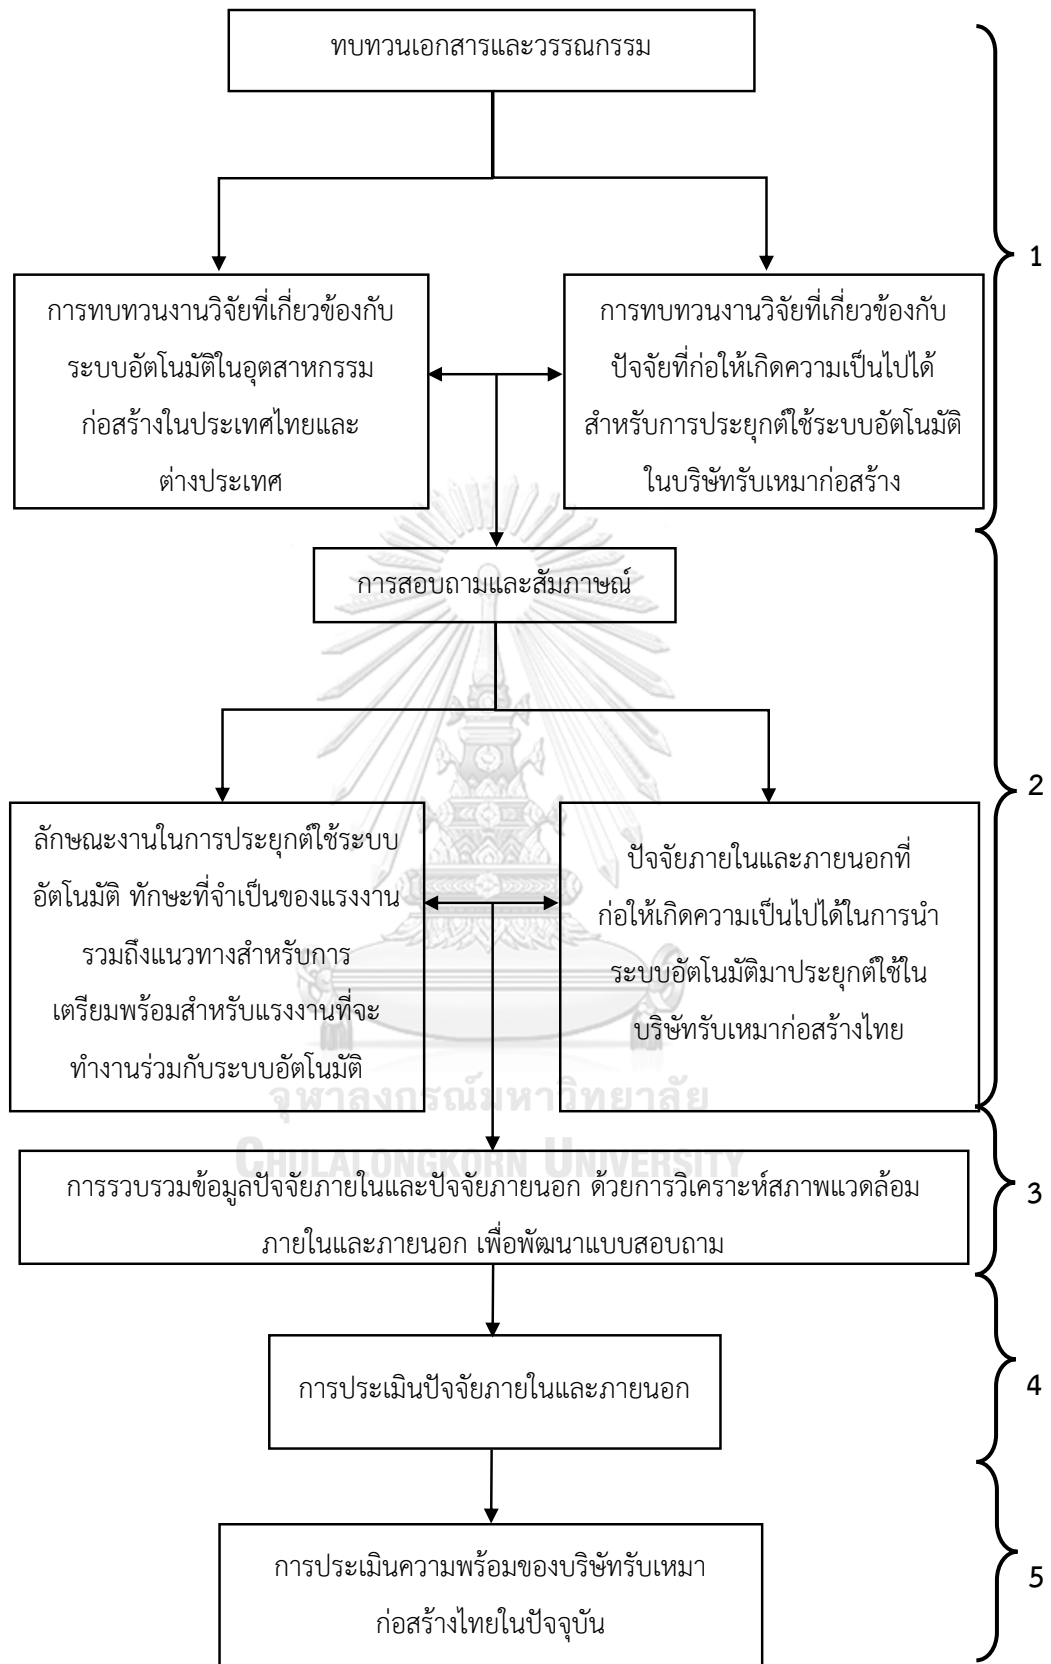 ทบทวนเอกสารและวรรณกรรม
1
การทบทวนงานวิจัยที่เกี่ยวข้องกับ
ระบบอัตโนมัติในอุตสาหกรรม
ก่อสร้างในประเทศไทยและ
ต่างประเทศ
การทบทวนงานวิจัยที่เกี่ยวข้องกับ
ปัจจัยที่ก่อให้เกิดความเป็นไปได้
สำหรับการประยุกต์ใช้ระบบอัตโนมัติ
ในบริษัทรับเหมาก่อสร้าง
การสอบถามและสัมภาษณ์
2
ลักษณะงานในการประยุกต์ใช้ระบบ
อัตโนมัติ ทักษะที่จำเป็นของแรงงาน
รวมถึงแนวทางสำหรับการ
เตรียมพร้อมสำหรับแรงงานที่จะ
ทำงานร่วมกับระบบอัตโนมัติ
ปัจจัยภายในและภายนอกที่
ก่อให้เกิดความเป็นไปได้ในการนำ
ระบบอัตโนมัติมาประยุกต์ใช้ใน
บริษัทรับเหมาก่อสร้างไทย
จุฬาลงกรณ์มหาวิทยาลัย
CHULALONGKORN UNIVERSITY
การรวบรวมข้อมูลปัจจัยภายในและปัจจัยภายนอก ด้วยการวิเคราะห์สภาพแวดล้อม
ภายในและภายนอก เพื่อพัฒนาแบบสอบถาม
3
การประเมินปัจจัยภายในและภายนอก
4
การประเมินความพร้อมของบริษัทรับเหมา
ก่อสร้างไทยในปัจจุบัน
5